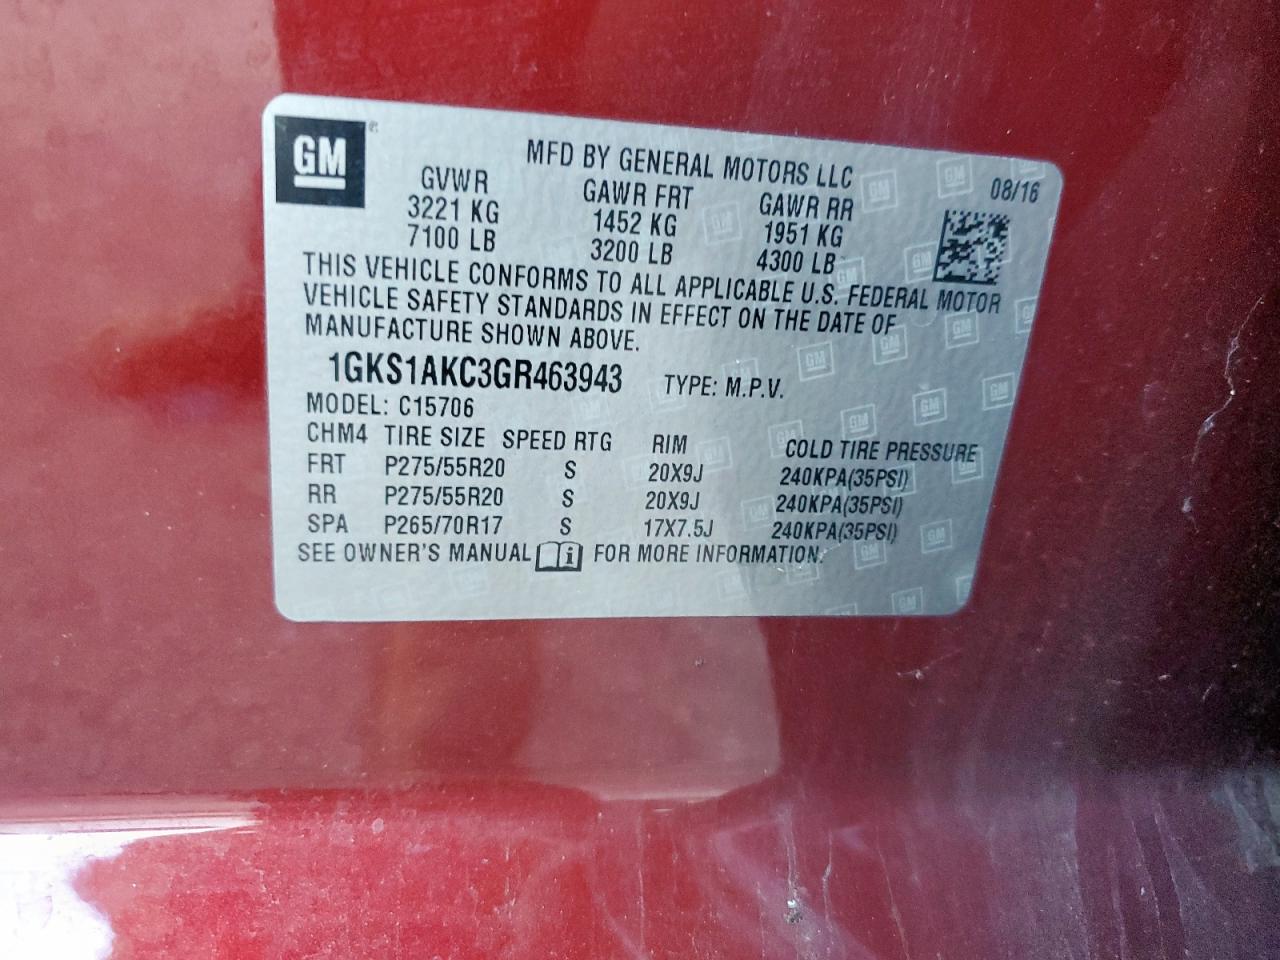 GM
MFD BY GENERAL MOTORS LLC
08/16
GVWR GAWR FRT GAWR RR
3221 KG 1452 KG 1951 KG
7100 LB 3200 LB 4300 LB
THIS VEHICLE CONFORMS TO ALL APPLICABLE U.S. FEDERAL MOTOR
VEHICLE SAFETY STANDARDS IN EFFECT ON THE DATE OF
MANUFACTURE SHOWN ABOVE.
1GKS1AKC3GR463943 TYPE: M.P.V.
MODEL: C15706
CHM4 TIRE SIZE SPEED RTG RIM COLD TIRE PRESSURE
FRT P275/55R20 S 20X9J 240KPA(35PSI)
RR P275/55R20 S 20X9J 240KPA(35PSI)
SPA P265/70R17 S 17X7.5J 240KPA(35PSI)
SEE OWNER'S MANUAL FOR MORE INFORMATION.